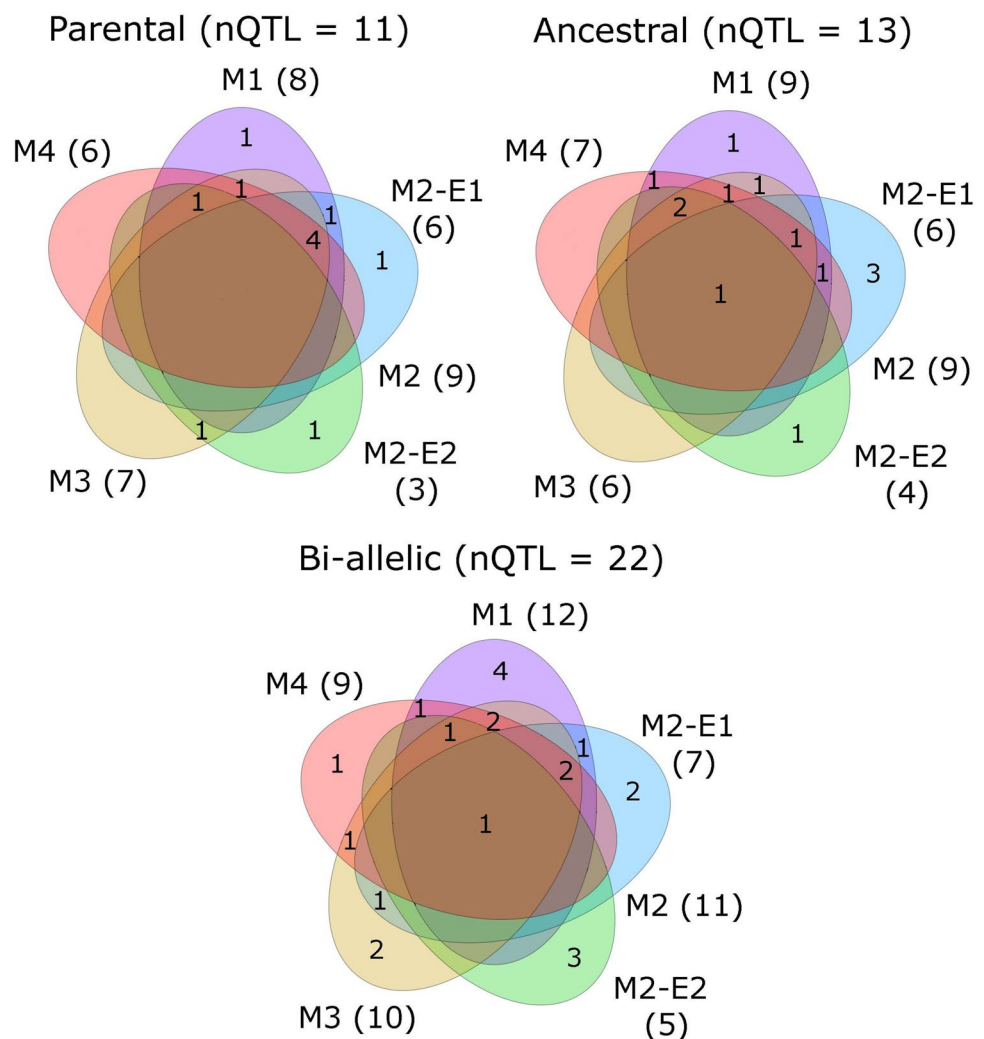 Parental (nQTL = 11)
M1 (8)
M4 (6)
M2-E1
(6)
M2 (9)
M2-E2
(3)
M3 (7)
1
1
1
1
4
1
1
1
Ancestral (nQTL = 13)
M1 (9)
M4 (7)
M2-E1
(6)
M2 (9)
M2-E2
(4)
M3 (6)
1
1
1
1
2
1
1
3
1
1
Bi-allelic (nQTL = 22)
M1 (12)
M4 (9)
M2-E1
(7)
M2 (11)
M2-E2
(5)
M3 (10)
4
1
2
1
1
1
2
2
1
1
1
2
3